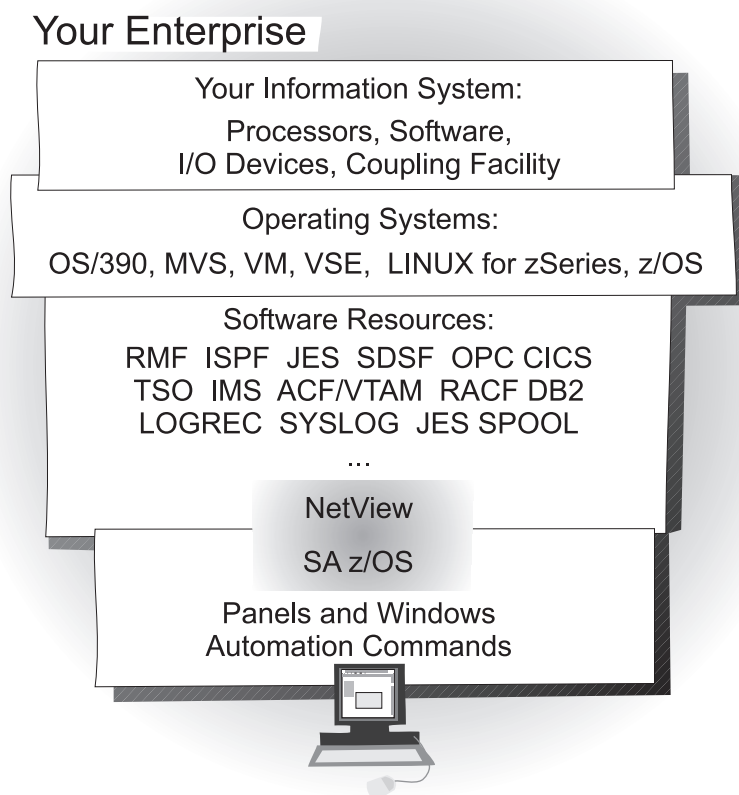 Your Enterprise
Your Information System:
Processors, Software,
I/O Devices, Coupling Facility
Operating Systems:
OS/390, MVS, VM, VSE, LINUX for zSeries, z/OS
Software Resources:
RMF ISPF JES SDSF OPC CICS
TSO IMS ACF/VTAM RACF DB2
LOGREC SYSLOG JES SPOOL
...
NetView
SA z/OS
Panels and Windows
Automation Commands